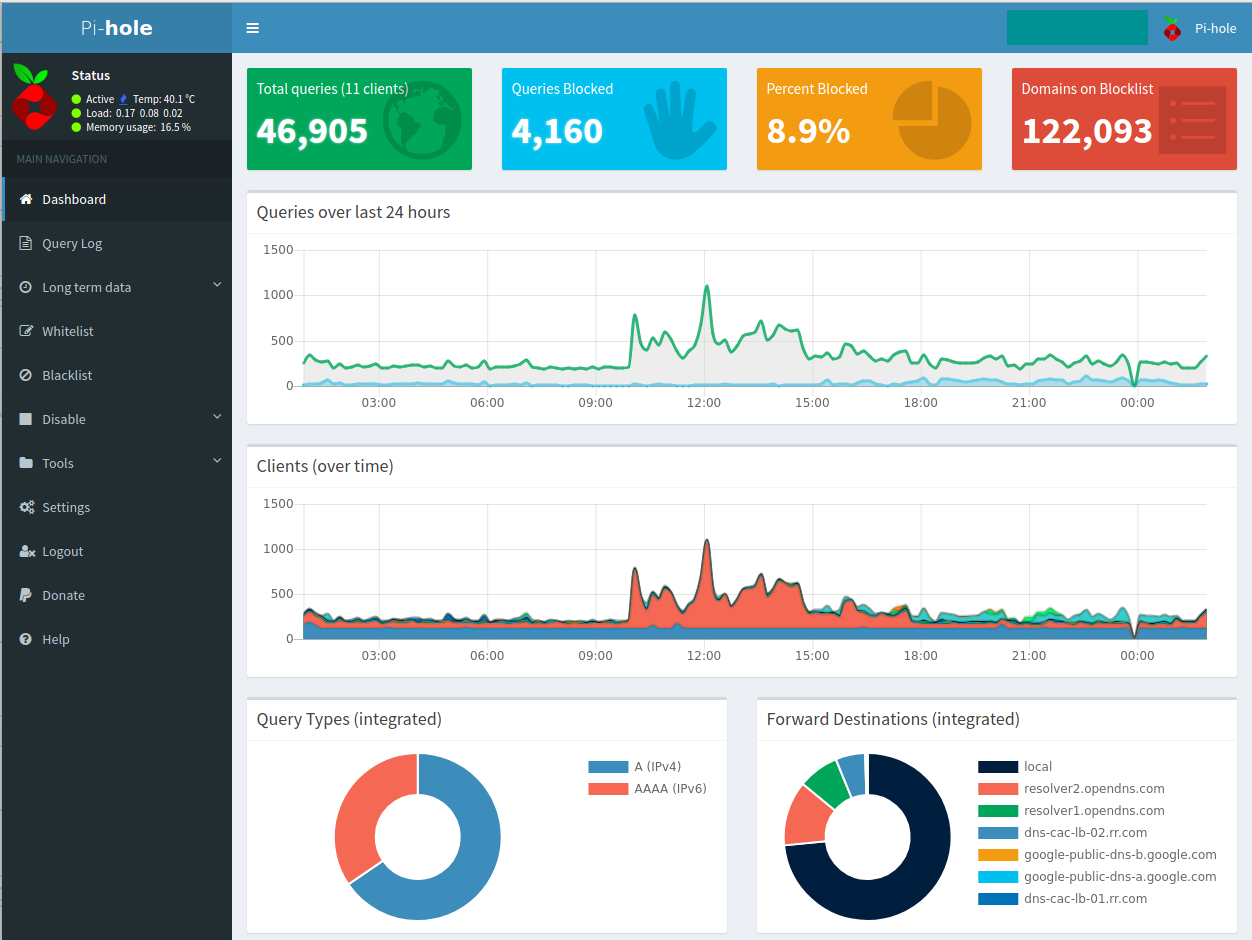 Pi-hole
Pi-hole
Status
Active Temp: 40.1 °C
Load: 0.17 0.08 0.02
Memory usage: 16.5 %
MAIN NAVIGATION
Dashboard
Query Log
Long term data
Whitelist
Blacklist
Disable
Tools
Settings
Logout
Donate
Help
Total queries (11 clients)
46,905
Queries Blocked
4,160
Percent Blocked
8.9%
Domains on Blocklist
122,093
Queries over last 24 hours
1500
1000
500
0
03:00 06:00 09:00 12:00 15:00 18:00 21:00 00:00
Clients (over time)
1500
1000
500
0
03:00 06:00 09:00 12:00 15:00 18:00 21:00 00:00
Query Types (integrated)
A (IPv4)
AAAA (IPv6)
Forward Destinations (integrated)
local
resolver2.opendns.com
resolver1.opendns.com
dns-cac-lb-02.rr.com
google-public-dns-b.google.com
google-public-dns-a.google.com
dns-cac-lb-01.rr.com